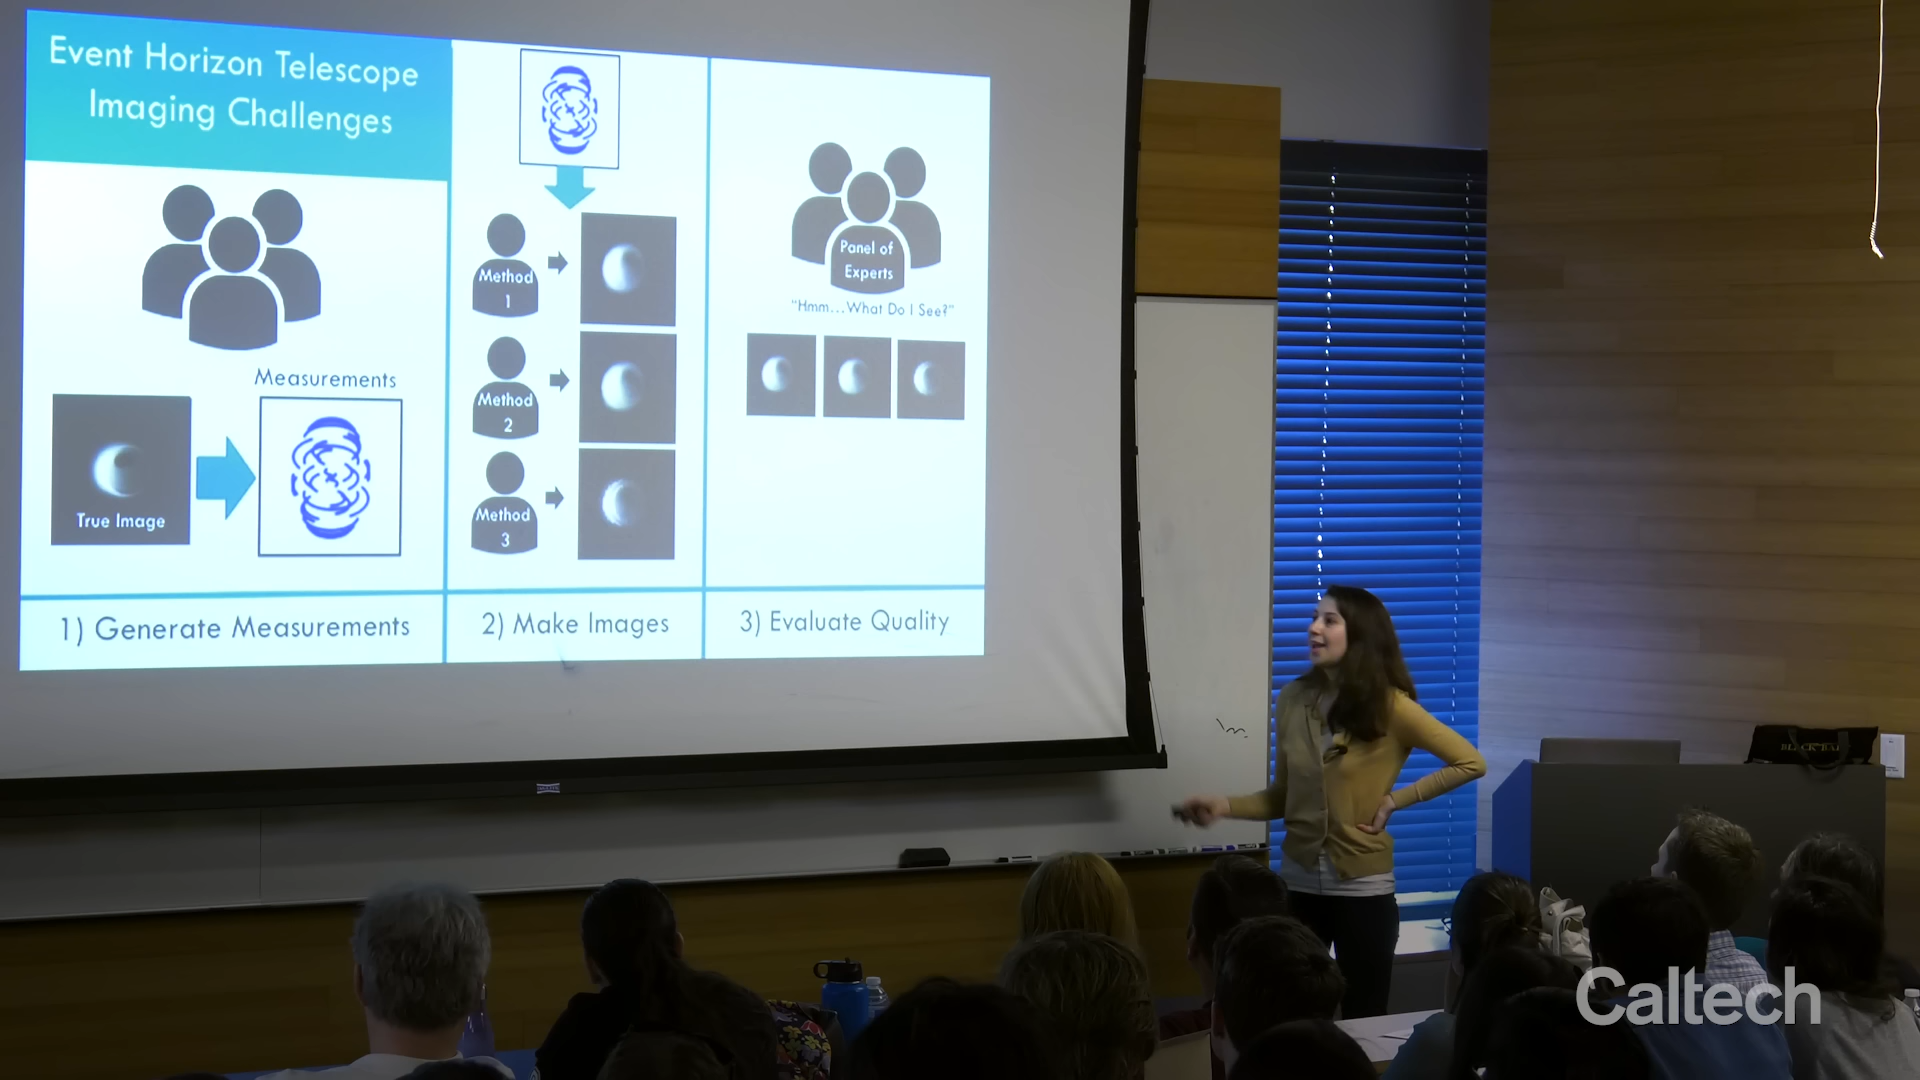 Event Horizon Telescope
Imaging Challenges
Measurements
True Image
1) Generate Measurements
Method
1
Method
2
Method
3
2) Make Images
Panel of
Experts
"Hmm...What Do I See?"
3) Evaluate Quality
BLACK
Caltech